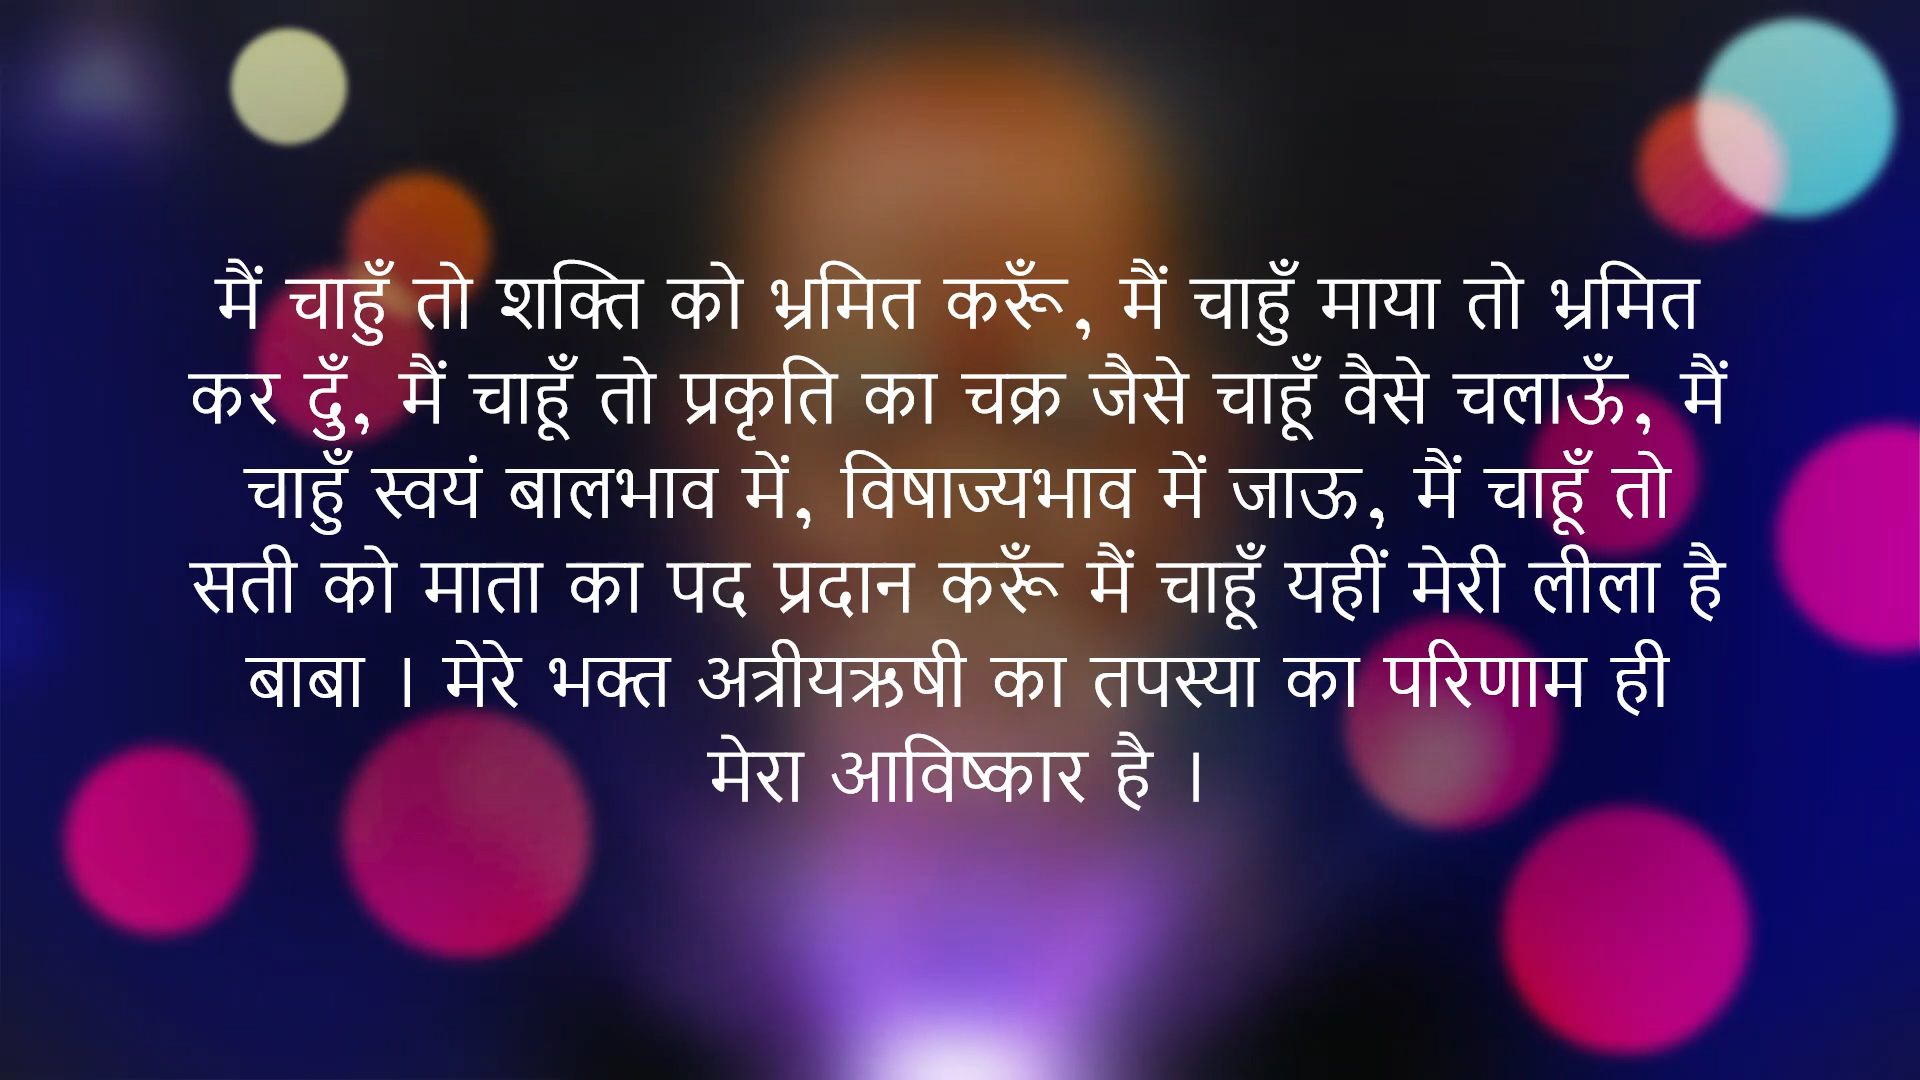 मैं चाहुँ तो शक्ति को भ्रमित करूँ, मैं चाहुँ माया तो भ्रमित
कर दुँ, मैं चाहूँ तो प्रकृति का चक्र जैसे चाहूँ वैसे चलाऊँ, मैं
चाहुँ स्वयं बालभाव में, विषाज्यभाव में जाऊ, मैं चाहूँ तो
सती को माता का पद प्रदान करूँ मैं चाहूँ यहीं मेरी लीला है
बाबा । मेरे भक्त अत्रीयऋषी का तपस्या का परिणाम ही
मेरा आविष्कार है ।